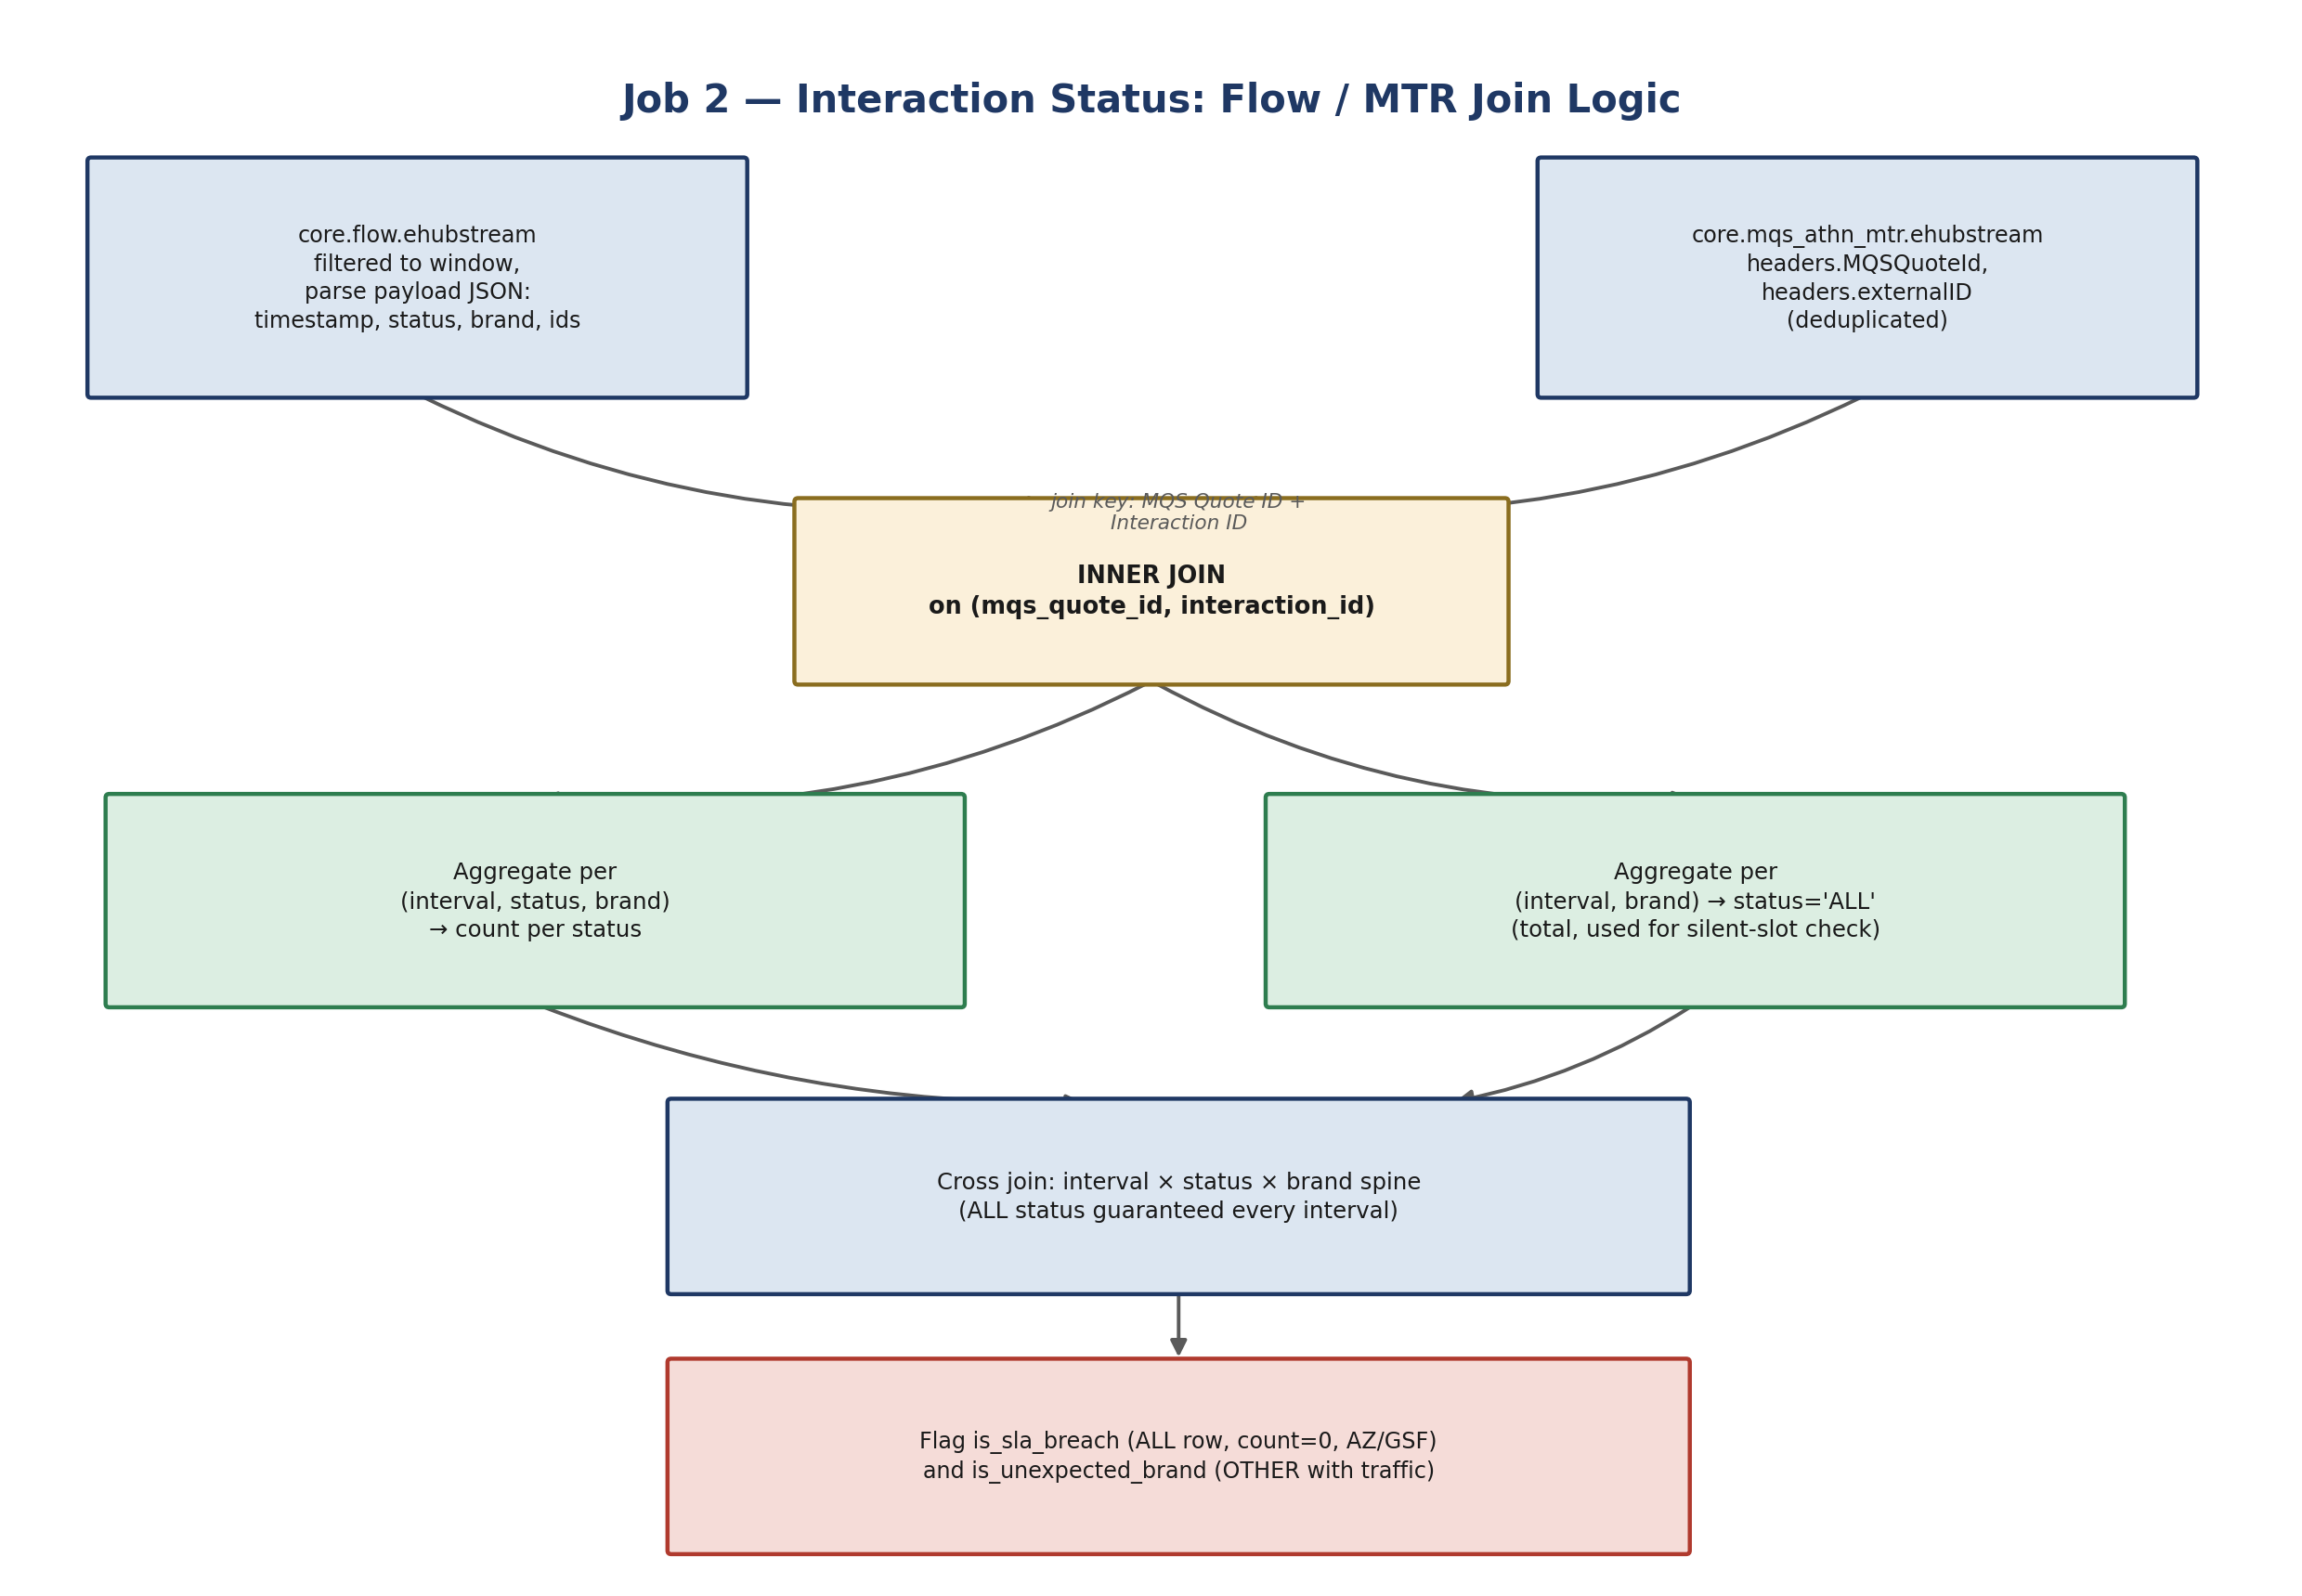 Job 2 — Interaction Status: Flow / MTR Join Logic
core.flow.ehubstream
filtered to window,
parse payload JSON:
timestamp, status, brand, ids
core.mqs_athn_mtr.ehubstream
headers.MQSQuoteId,
headers.externalID
(deduplicated)
join key: MQS Quote ID +
Interaction ID
INNER JOIN
on (mqs_quote_id, interaction_id)
Aggregate per
(interval, status, brand)
→ count per status
Aggregate per
(interval, brand) → status='ALL'
(total, used for silent-slot check)
Cross join: interval × status × brand spine
(ALL status guaranteed every interval)
Flag is_sla_breach (ALL row, count=0, AZ/GSF)
and is_unexpected_brand (OTHER with traffic)